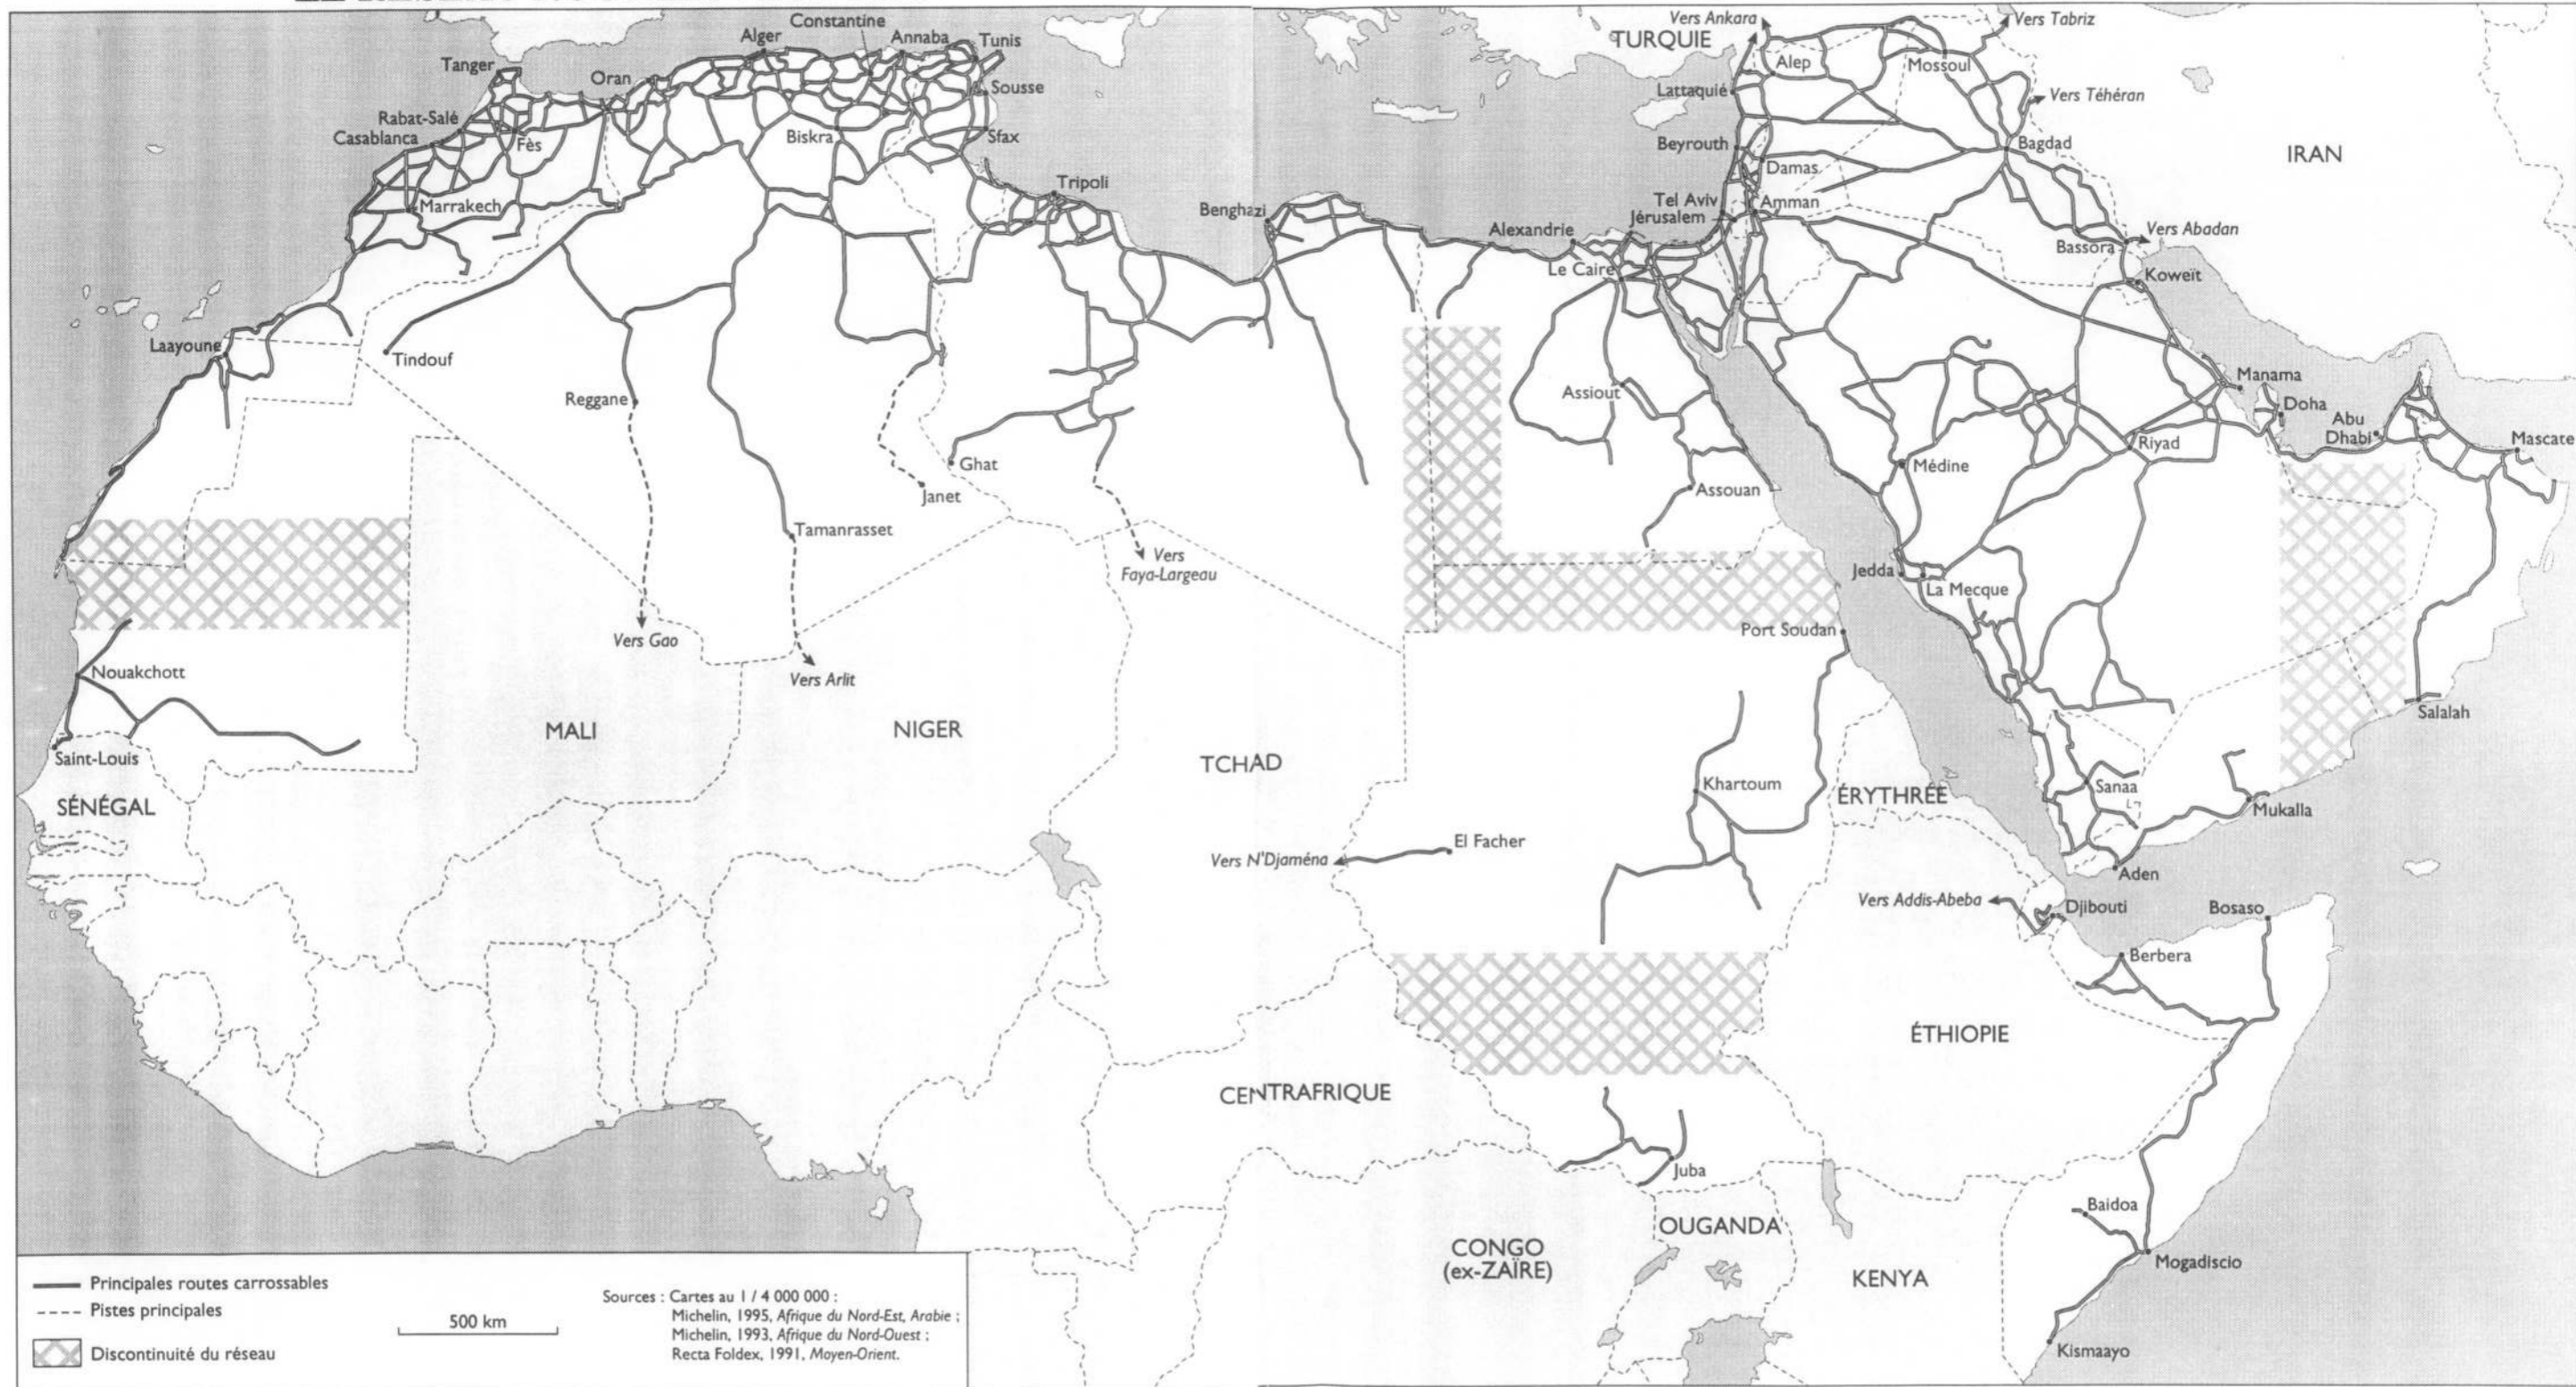 Constantine
Alger
Annaba
Tunis
Tanger
Oran
Sousse
Rabat-Salé
Casablanca
Fès
Biskra
Sfax
Marrakech
Tripoli
Benghazi
Laayoune
Tindouf
Reggane
Ghat
Janet
Tamanrasset
Vers
Faya-Largeau
Vers Gao
Vers Arlit
Nouakchott
Saint-Louis
SÉNÉGAL
MALI
NIGER
TCHAD
Vers Ankara
TURQUIE
Vers Tabriz
Alep
Mossoul
Lattaquié
Vers Téhéran
Beyrouth
Bagdad
IRAN
Damas
Tel Aviv
Jérusalem
Amman
Alexandrie
Vers Abadan
Bassora
Le Caire
Koweït
Assiout
Manama
Doha
Abu
Dhabi
Mascate
Riyad
Médine
Assouan
Jedda
La Mecque
Port Soudan
Salalah
Khartoum
ÉRYTHRÉE
Sanaa
Mukalla
El Facher
Vers N'Djaména
Aden
Vers Addis-Abeba
Djibouti
Bosaso
Berbera
ÉTHIOPIE
CENTRAFRIQUE
Juba
Baidoa
OUGANDA
CONGO
(ex-ZAÏRE)
KENYA
Mogadiscio
Kismaayo
Principales routes carrossables
Pistes principales
Discontinuité du réseau
500 km
Sources : Cartes au 1 / 4 000 000 :
Michelin, 1995, Afrique du Nord-Est, Arabie ;
Michelin, 1993, Afrique du Nord-Ouest ;
Recta Foldex, 1991, Moyen-Orient.